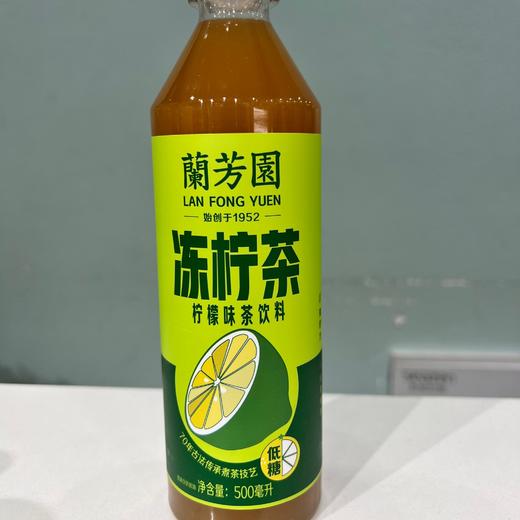 蘭芳園
LAN FONG YUEN
始创于1952
冻柠茶
柠檬味茶饮料
70年古法传承煮茶技艺
低糖
净含量：500毫升